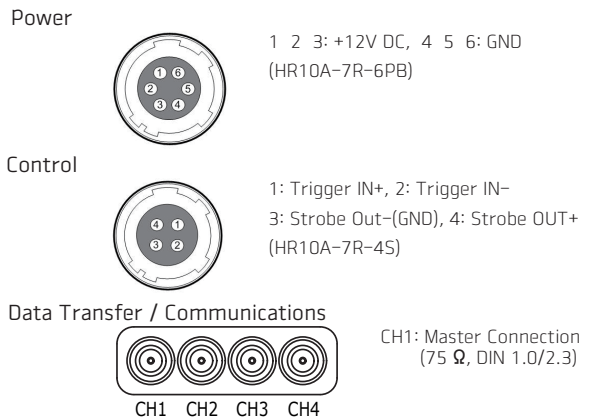 Power
1 2 3: +12V DC, 4 5 6: GND
(HR10A-7R-6PB)
1 6
2 5
3 4
Control
1: Trigger IN+, 2: Trigger IN-
3: Strobe Out-(GND), 4: Strobe OUT+
(HR10A-7R-4S)
4 1
3 2
Data Transfer / Communications
CH1: Master Connection
(75 Ω, DIN 1.0/2.3)
CH1 CH2 CH3 CH4